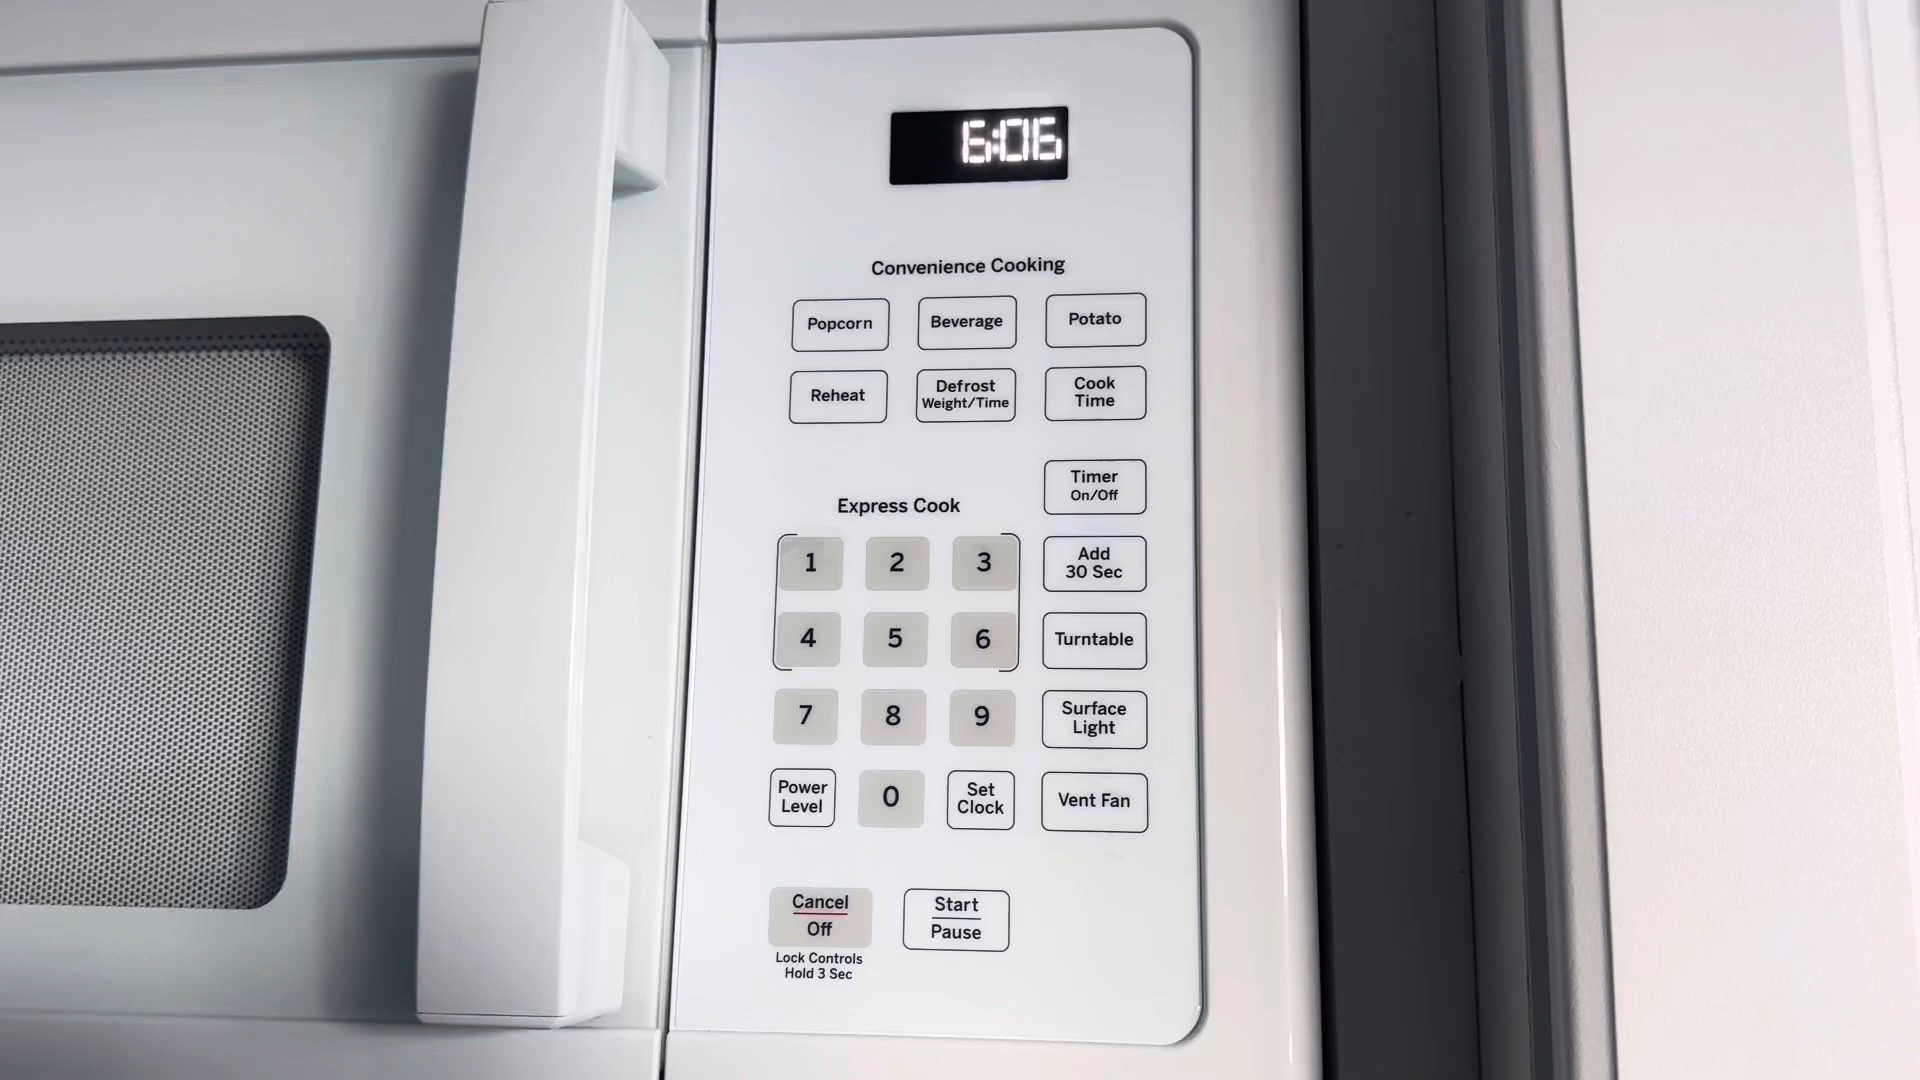 6:06
Convenience Cooking
Popcorn
Beverage
Potato
Reheat
Defrost
Weight/Time
Cook
Time
Timer
On/Off
Express Cook
1 2 3
Add
30 Sec
4 5 6
Turntable
7 8 9
Surface
Light
Power
Level
0
Set
Clock
Vent Fan
Cancel
Off
Start
Pause
Lock Controls
Hold 3 Sec